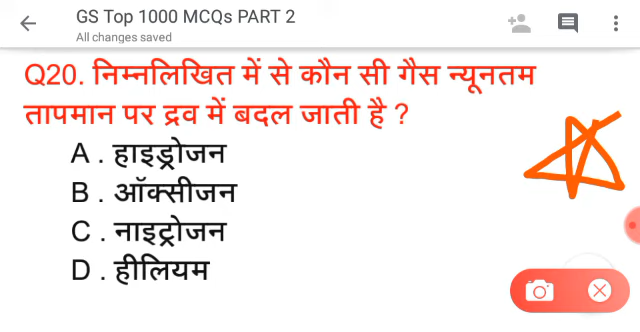 GS Top 1000 MCQs PART 2
All changes saved
Q20. निम्नलिखित में से कौन सी गैस न्यूनतम
तापमान पर द्रव में बदल जाती है ?
A . हाइड्रोजन
B . ऑक्सीजन
C . नाइट्रोजन
D . हीलियम